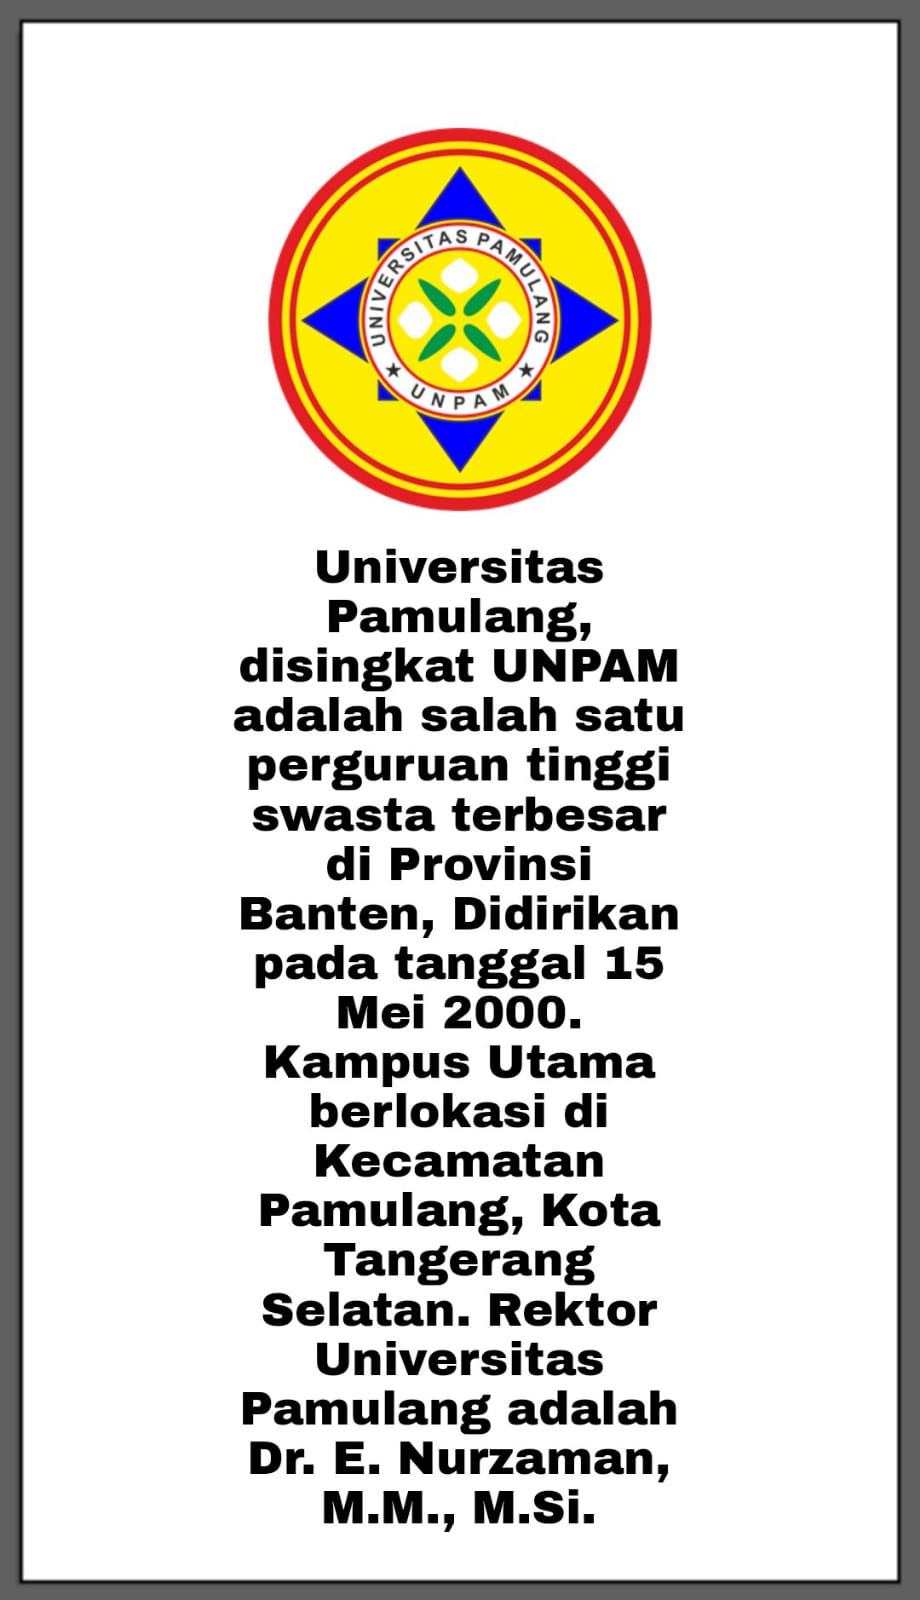 UNIVERSITAS PAMULANG
★ UNPAM ★
Universitas
Pamulang,
disingkat UNPAM
adalah salah satu
perguruan tinggi
swasta terbesar
di Provinsi
Banten, Didirikan
pada tanggal 15
Mei 2000.
Kampus Utama
berlokasi di
Kecamatan
Pamulang, Kota
Tangerang
Selatan. Rektor
Universitas
Pamulang adalah
Dr. E. Nurzaman,
M.M., M.Si.